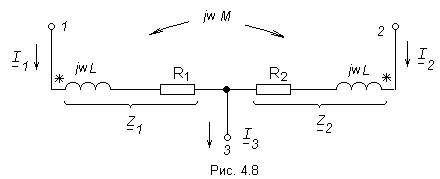 jw M
1
2
I1
I2
* jwL R1 R2 jwL *
Z1 Z2
I3
3
Рис. 4.8